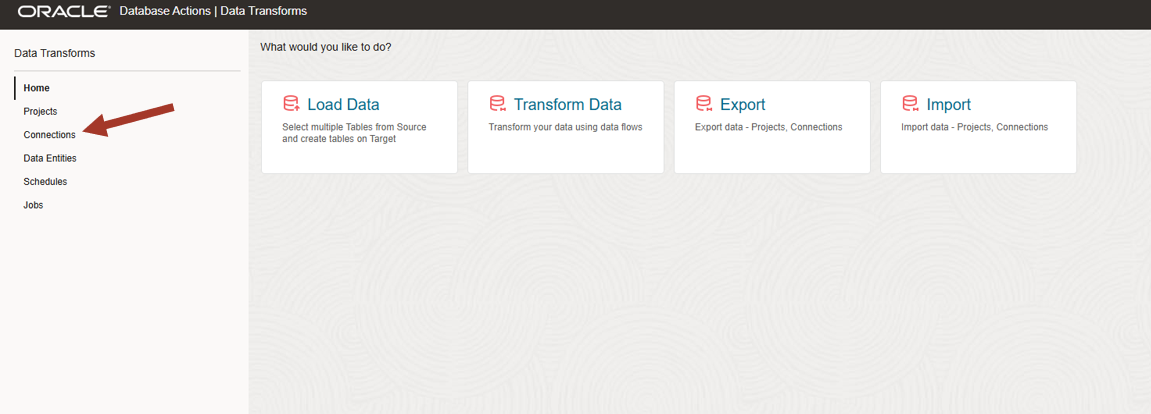 ORACLE Database Actions | Data Transforms
Data Transforms
Home
Projects
Connections
Data Entities
Schedules
Jobs
What would you like to do?
Load Data
Select multiple Tables from Source
and create tables on Target
Transform Data
Transform your data using data flows
Export
Export data - Projects, Connections
Import
Import data - Projects, Connections